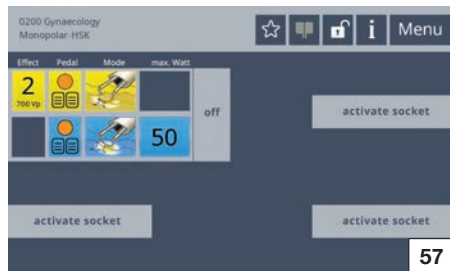 0200 Gynaecology
Monopolar-HSK
Menu
Effect Pedal Mode max. Watt
2
700 Vp
off
50
activate socket
activate socket
activate socket
57